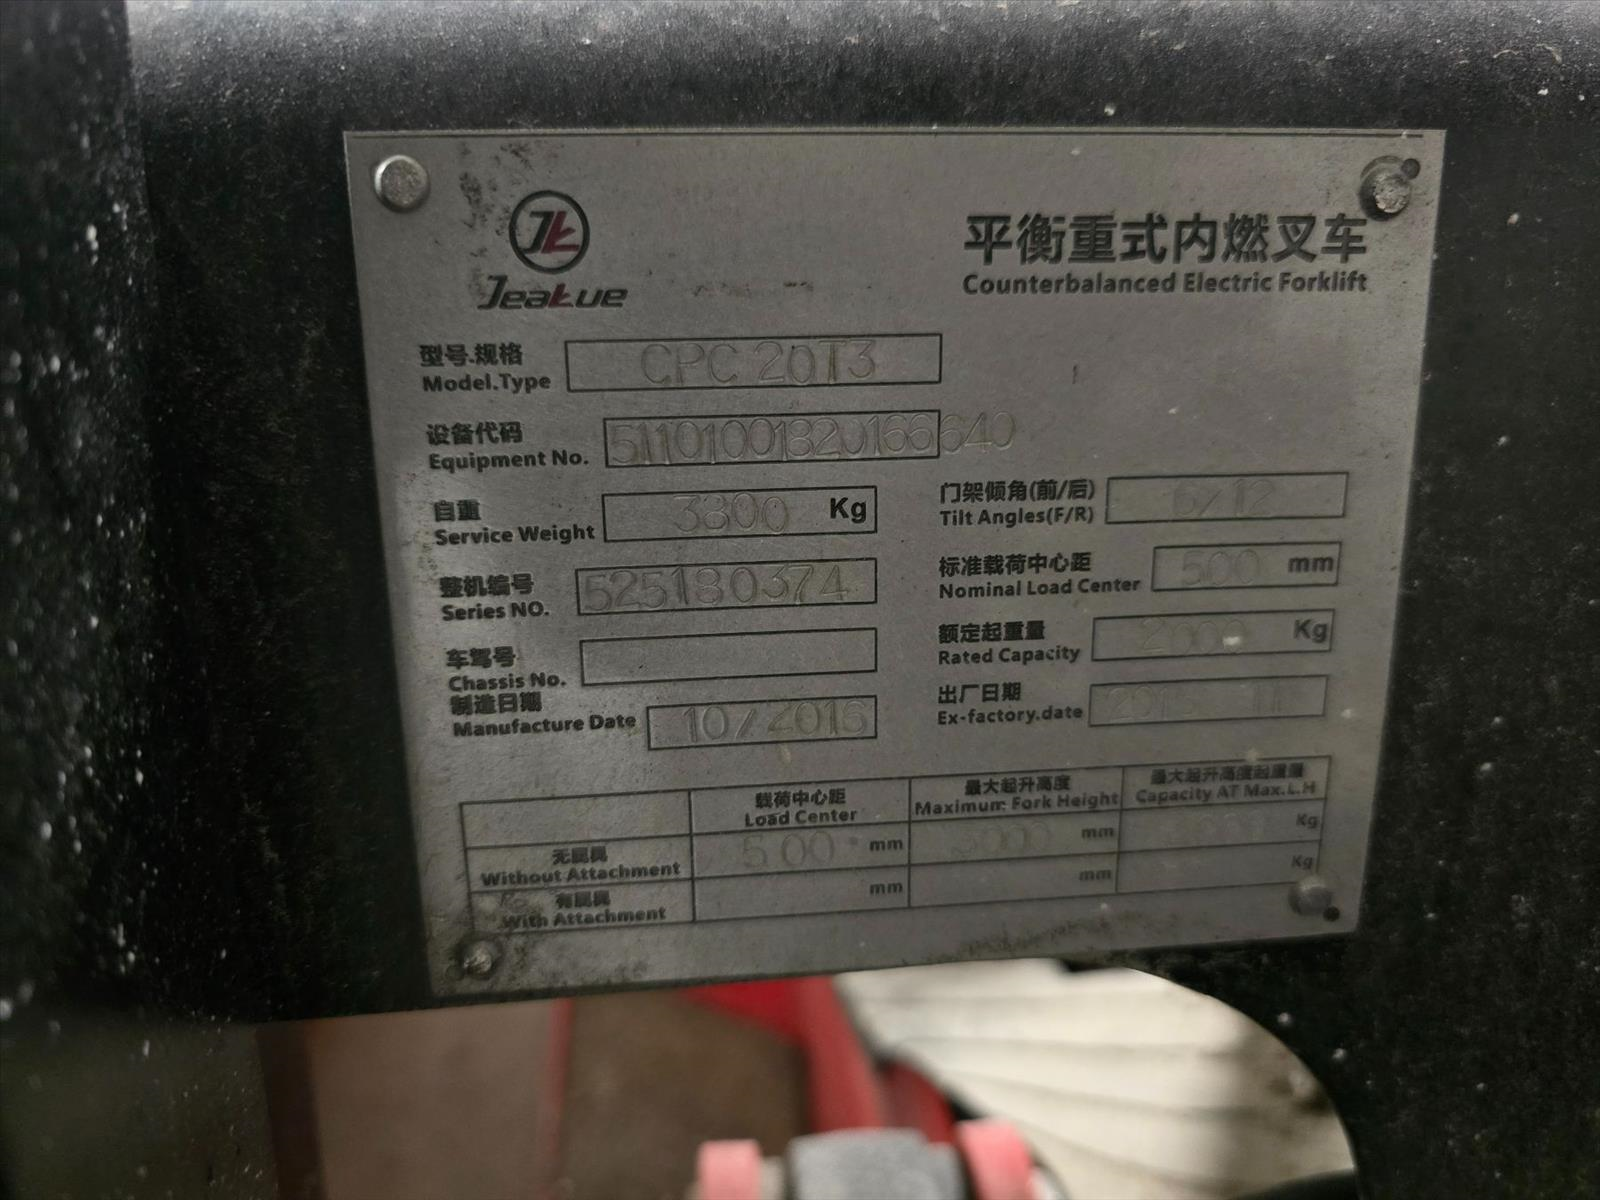 JL
Jeakue
平衡重式内燃叉车
Counterbalanced Electric Forklift
型号.规格
Model.Type
CPC 20T3
设备代码
Equipment No.
51101001820166640
自重
Service Weight
3300 Kg
整机编号
Series NO.
525180374
车驾号
Chassis No.
制造日期
Manufacture Date
10/2016
门架倾角(前/后)
Tilt Angles(F/R)
6/12
标准载荷中心距
Nominal Load Center
500 mm
额定起重量
Rated Capacity
2000 Kg
出厂日期
Ex-factory.date
载荷中心距
Load Center
最大起升高度
Maximum Fork Height
最大起升高度起重量
Capacity AT Max.L.H
无属具
Without Attachment
500 mm
3000 mm
Kg
有属具
With Attachment
mm
mm
Kg